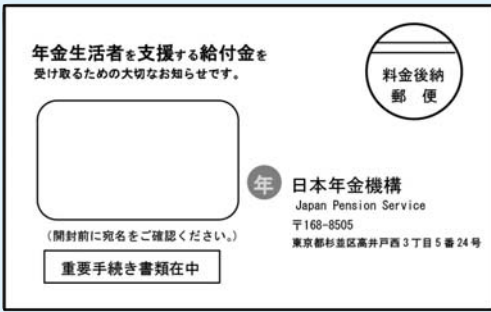 年金生活者を支援する給付金を
受け取るための大切なお知らせです。
料金後納
郵 便
年
日本年金機構
Japan Pension Service
〒168-8505
東京都杉並区高井戸西3丁目5番24号
(開封前に宛名をご確認ください。)
重要手続き書類在中